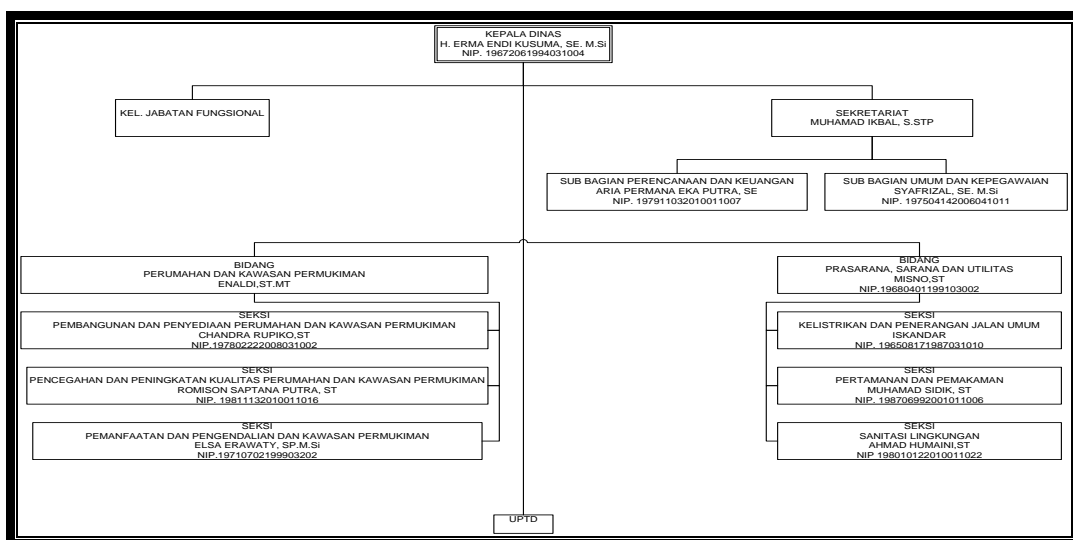 KEPALA DINAS
H. ERMA ENDI KUSUMA, SE. M.Si
NIP. 19672061994031004
KEL. JABATAN FUNGSIONAL
SEKRETARIAT
MUHAMAD IKBAL, S.STP
SUB BAGIAN PERENCANAAN DAN KEUANGAN
ARIA PERMANA EKA PUTRA, SE
NIP. 197911032010011007
SUB BAGIAN UMUM DAN KEPEGAWAIAN
SYAFRIZAL, SE. M.Si
NIP. 197504142006041011
BIDANG
PERUMAHAN DAN KAWASAN PERMUKIMAN
ENALDI,ST.MT
BIDANG
PRASARANA, SARANA DAN UTILITAS
MISNO,ST
NIP.19680401199103002
SEKSI
PEMBANGUNAN DAN PENYEDIAAN PERUMAHAN DAN KAWASAN PERMUKIMAN
CHANDRA RUPIKO,ST
NIP.197802222008031002
SEKSI
PENCEGAHAN DAN PENINGKATAN KUALITAS PERUMAHAN DAN KAWASAN PERMUKIMAN
ROMISON SAPTANA PUTRA, ST
NIP. 19811132010011016
SEKSI
PEMANFAATAN DAN PENGENDALIAN DAN KAWASAN PERMUKIMAN
ELSA ERAWATY, SP.M.Si
NIP.19710702199903202
SEKSI
KELISTRIKAN DAN PENERANGAN JALAN UMUM
ISKANDAR
NIP. 196508171987031010
SEKSI
PERTAMANAN DAN PEMAKAMAN
MUHAMAD SIDIK, ST
NIP. 198706992001011006
SEKSI
SANITASI LINGKUNGAN
AHMAD HUMAINI,ST
NIP 198010122010011022
UPTD